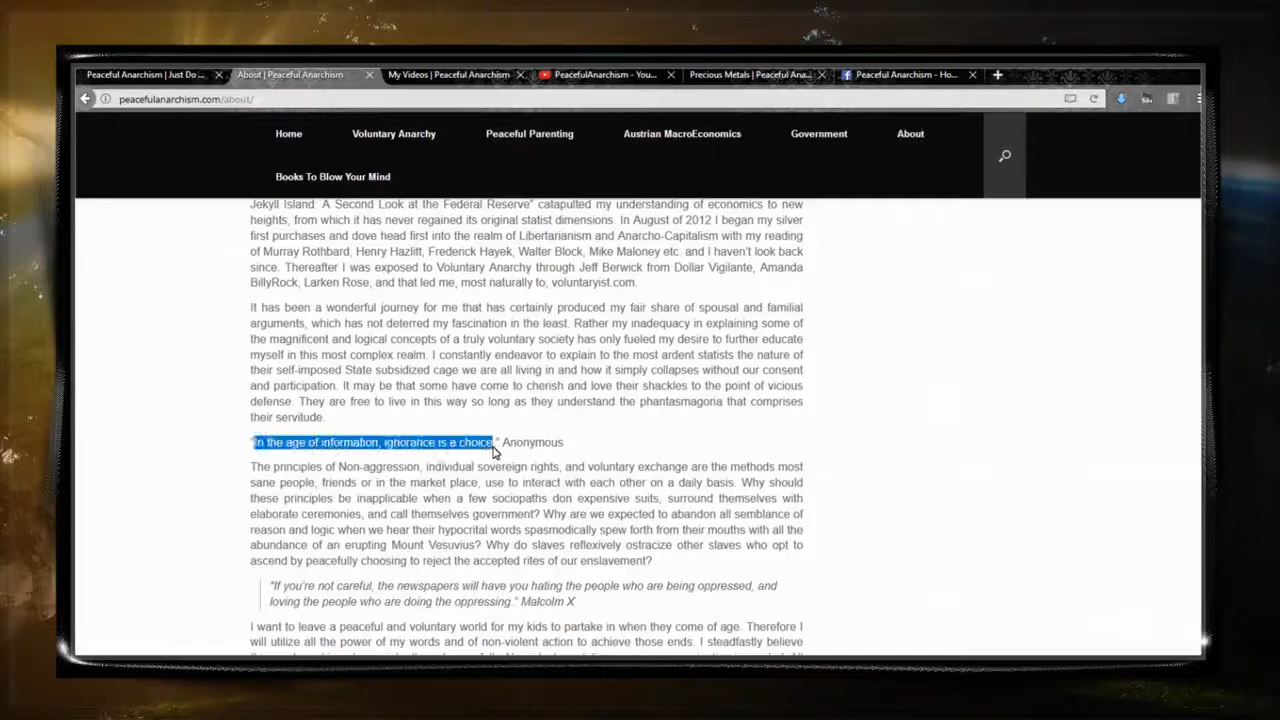 Peaceful Anarchism | Just Do ...
About | Peaceful Anarchism
My Videos | Peaceful Anarchism
PeacefulAnarchism - You...
Precious Metals | Peaceful Ana...
Peaceful Anarchism - Ho...
peacefulanarchism.com/about/
Home
Voluntary Anarchy
Peaceful Parenting
Austrian MacroEconomics
Government
About
Books To Blow Your Mind
Jekyll Island: A Second Look at the Federal Reserve" catapulted my understanding of economics to new
heights, from which it has never regained its original statist dimensions. In August of 2012 I began my silver
first purchases and dove head first into the realm of Libertarianism and Anarcho-Capitalism with my reading
of Murray Rothbard, Henry Hazlitt, Frederick Hayek, Walter Block, Mike Maloney etc. and I haven't look back
since. Thereafter I was exposed to Voluntary Anarchy through Jeff Berwick from Dollar Vigilante, Amanda
BillyRock, Larken Rose, and that led me, most naturally to, voluntaryist.com.
It has been a wonderful journey for me that has certainly produced my fair share of spousal and familial
arguments, which has not deterred my fascination in the least. Rather my inadequacy in explaining some of
the magnificent and logical concepts of a truly voluntary society has only fueled my desire to further educate
myself in this most complex realm. I constantly endeavor to explain to the most ardent statists the nature of
their self-imposed State subsidized cage we are all living in and how it simply collapses without our consent
and participation. It may be that some have come to cherish and love their shackles to the point of vicious
defense. They are free to live in this way so long as they understand the phantasmagoria that comprises
their servitude.
"In the age of information, ignorance is a choice." Anonymous
The principles of Non-aggression, individual sovereign rights, and voluntary exchange are the methods most
sane people, friends or in the market place, use to interact with each other on a daily basis. Why should
these principles be inapplicable when a few sociopaths don expensive suits, surround themselves with
elaborate ceremonies, and call themselves government? Why are we expected to abandon all semblance of
reason and logic when we hear their hypocrital words spasmodically spew forth from their mouths with all the
abundance of an erupting Mount Vesuvius? Why do slaves reflexively ostracize other slaves who opt to
ascend by peacefully choosing to reject the accepted rites of our enslavement?
"If you're not careful, the newspapers will have you hating the people who are being oppressed, and
loving the people who are doing the oppressing." Malcolm X
I want to leave a peaceful and voluntary world for my kids to partake in when they come of age. Therefore I
will utilize all the power of my words and of non-violent action to achieve those ends. I steadfastly believe